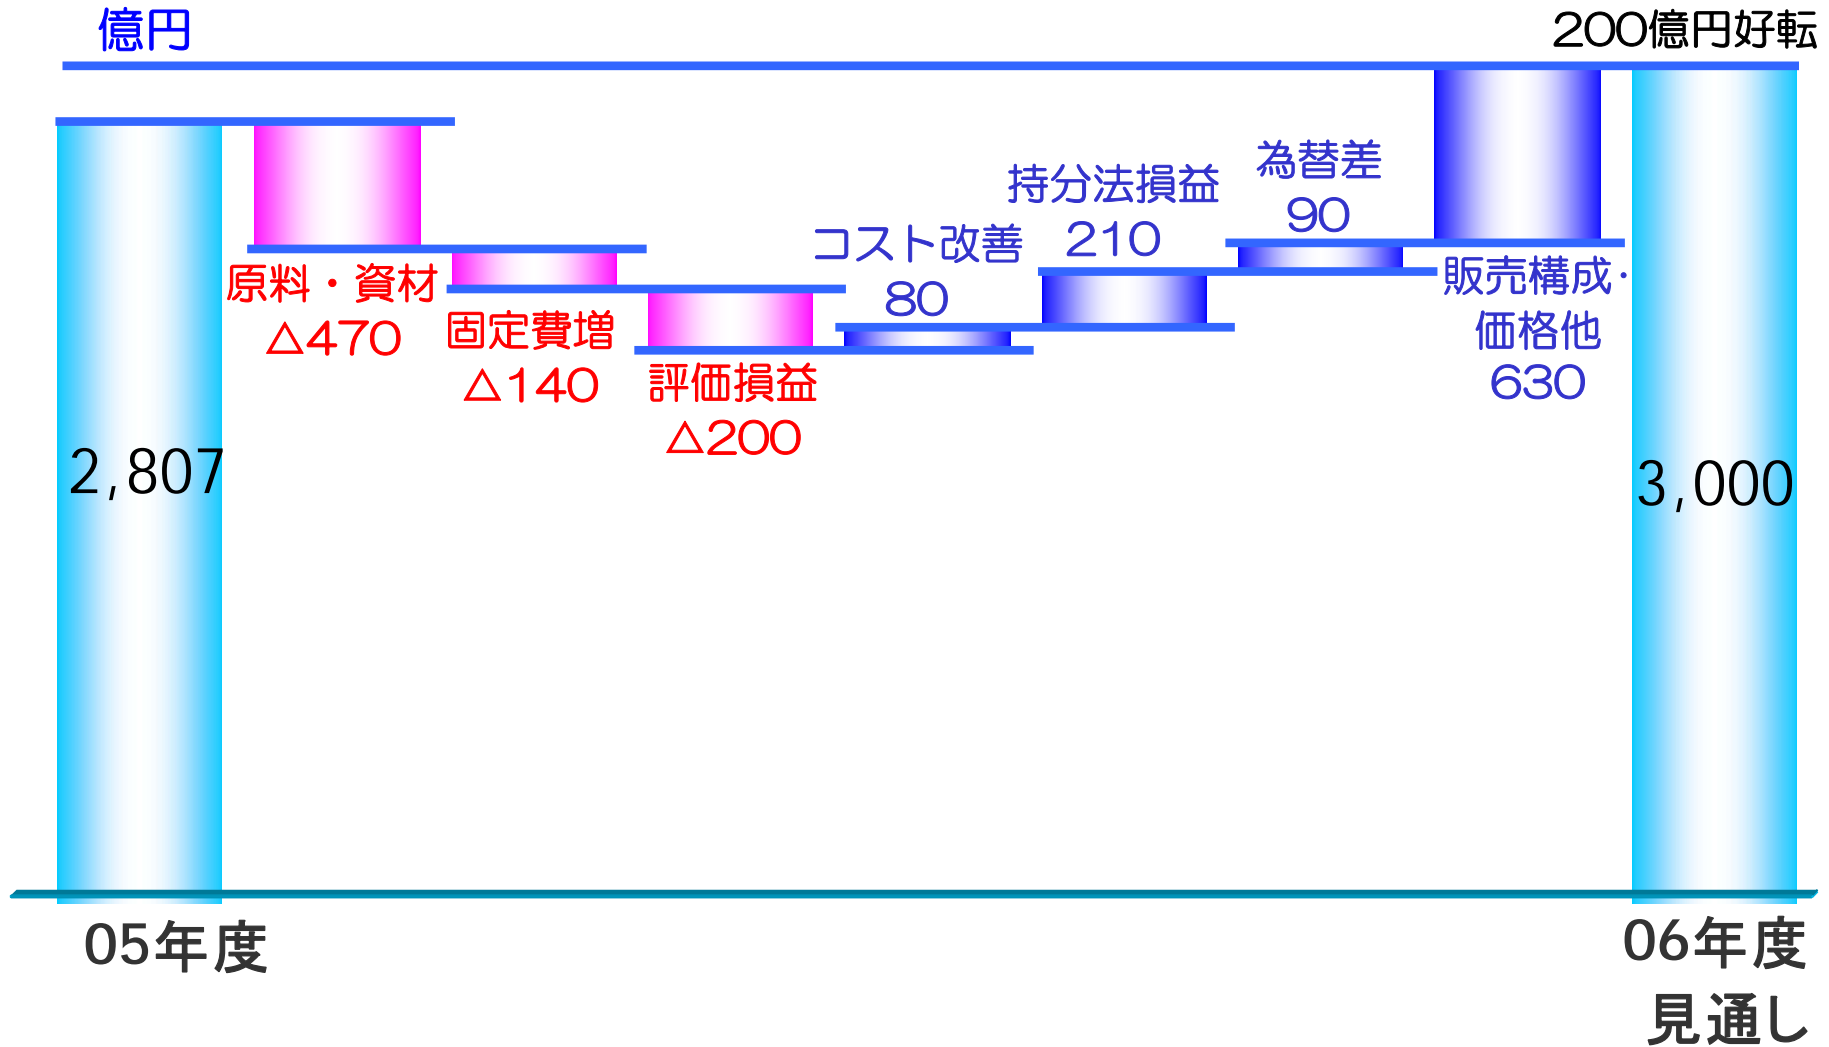 億円
200億円好転
原料・資材
△470
固定費増
△140
評価損益
△200
コスト改善
80
持分法損益
210
為替差
90
販売構成・
価格他
630
2,807
3,000
05年度
06年度
見通し